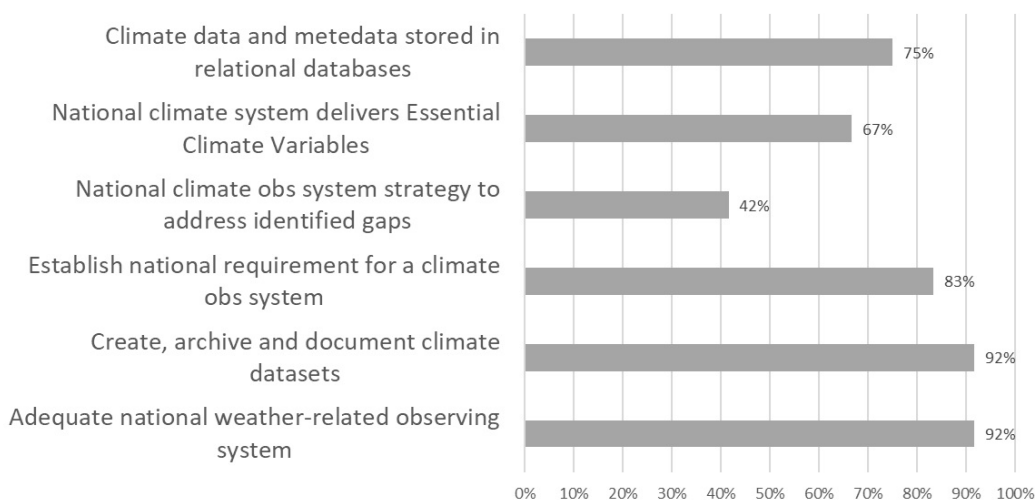 Climate data and metedata stored in
relational databases
75%
National climate system delivers Essential
Climate Variables
67%
National climate obs system strategy to
address identified gaps
42%
Establish national requirement for a climate
obs system
83%
Create, archive and document climate
datasets
92%
Adequate national weather-related observing
system
92%
0% 10% 20% 30% 40% 50% 60% 70% 80% 90% 100%